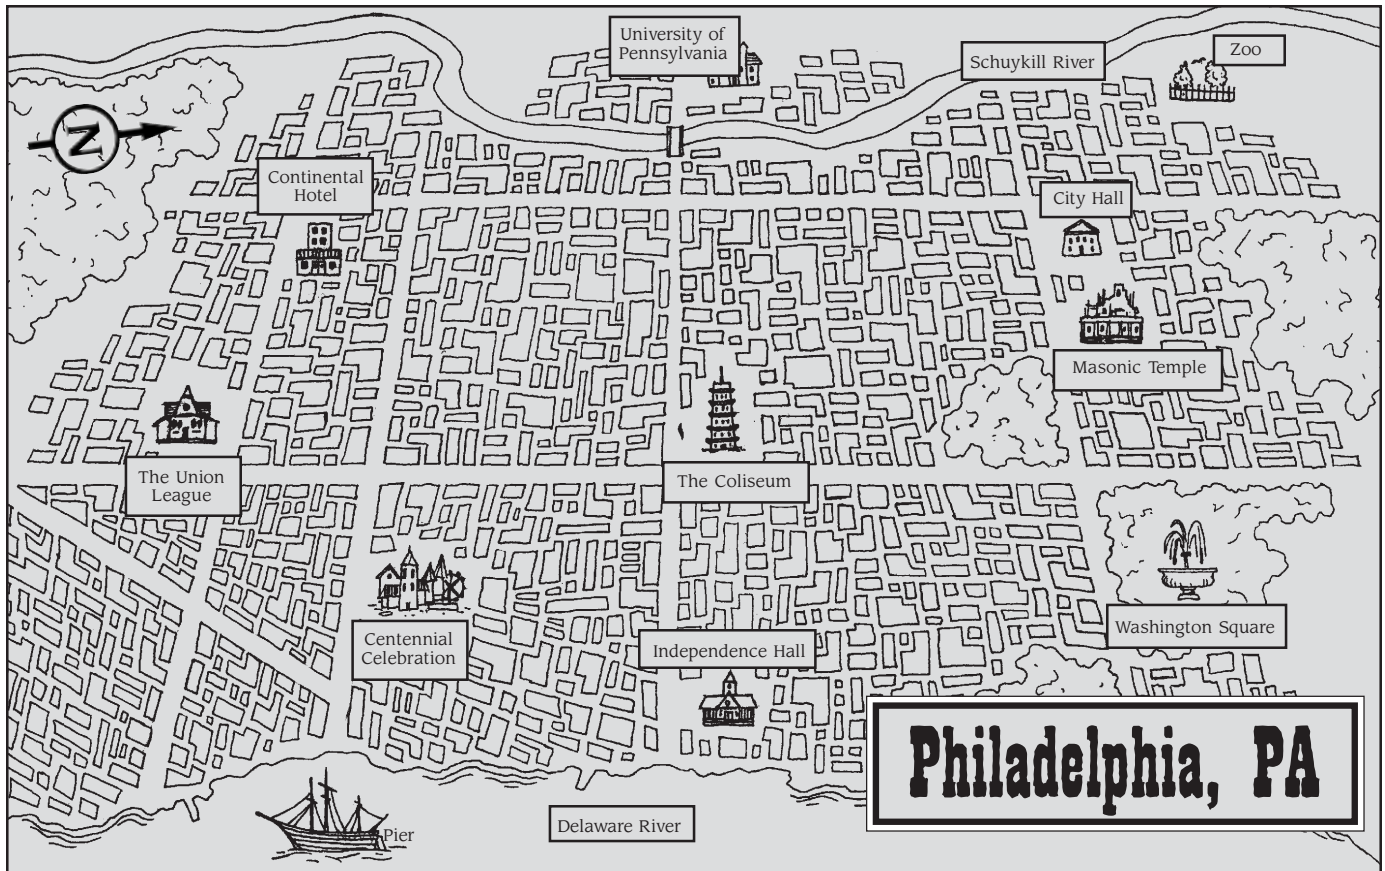 University of
Pennsylvania
Schuykill River
Zoo
N
Continental
Hotel
City Hall
Masonic Temple
The Union
League
The Coliseum
Washington Square
Centennial
Celebration
Independence Hall
Philadelphia, PA
Delaware River
Pier